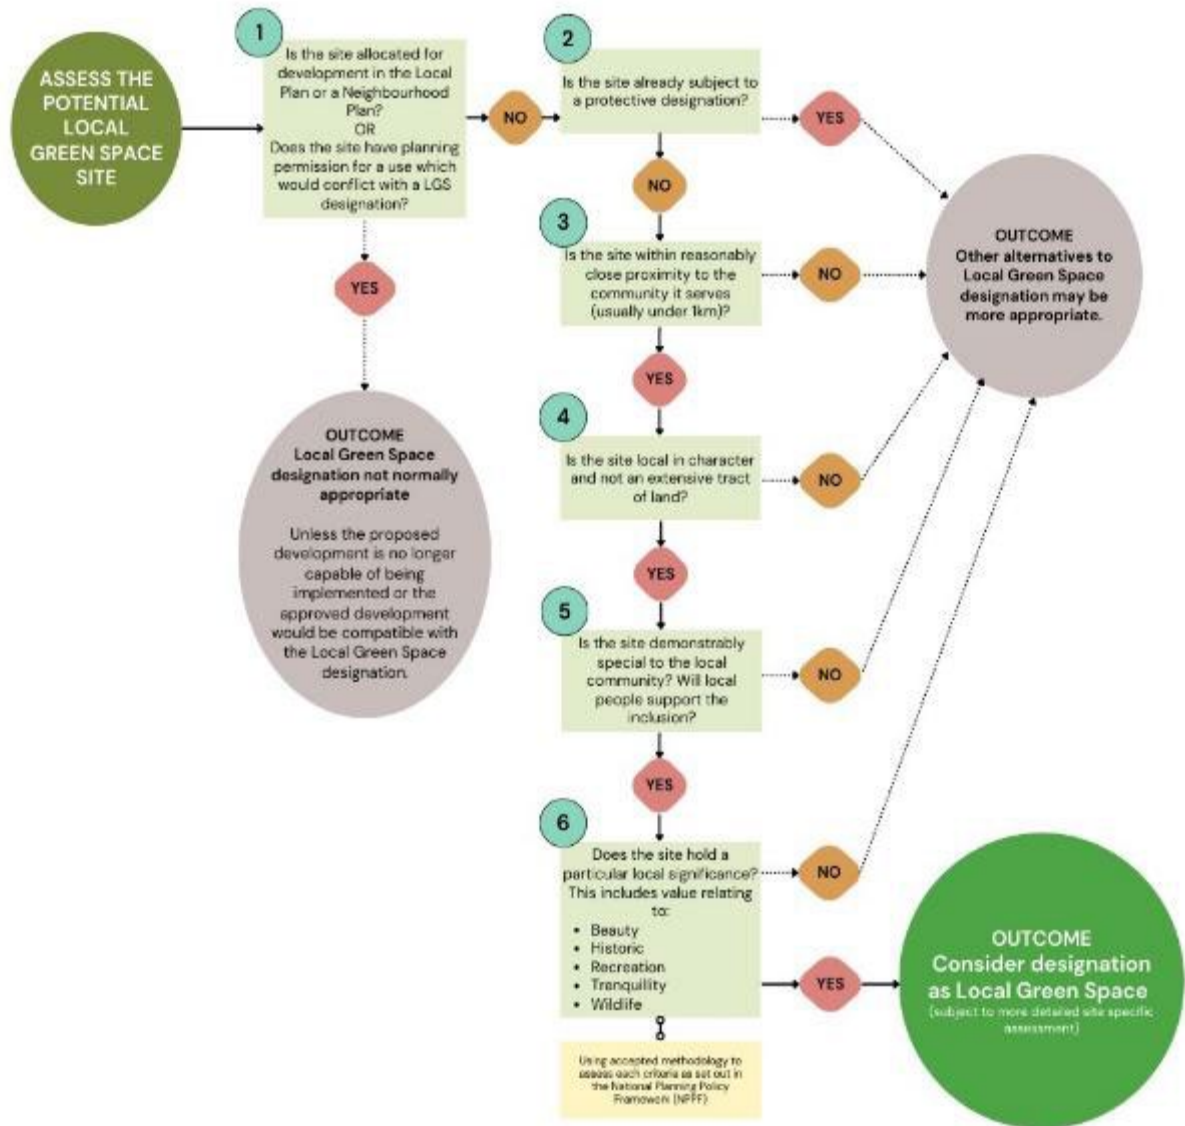 ASSESS THE
POTENTIAL
LOCAL
GREEN SPACE
SITE
1
Is the site allocated for
development in the Local
Plan or a Neighbourhood
Plan?
OR
Does the site have planning
permission for a use which
would conflict with a LGS
designation?
NO
YES
OUTCOME
Local Green Space
designation not normally
appropriate
Unless the proposed
development is no longer
capable of being
implemented or the
approved development
would be compatible with
the Local Green Space
designation.
2
Is the site already subject to
a protective designation?
YES
NO
3
Is the site within reasonably
close proximity to the
community it serves
(usually under 1km)?
NO
YES
OUTCOME
Other alternatives to
Local Green Space
designation may be
more appropriate.
4
Is the site local in character
and not an extensive tract
of land?
NO
YES
5
Is the site demonstrably
special to the local
community? Will local
people support the
inclusion?
NO
YES
6
Does the site hold a
particular local significance?
This includes value relating
to:
• Beauty
• Historic
• Recreation
• Tranquillity
• Wildlife
NO
YES
OUTCOME
Consider designation
as Local Green Space
(subject to more detailed site specific
assessment)
Using accepted methodology to
assess each criteria as set out in
the National Planning Policy
Framework (NPPF)